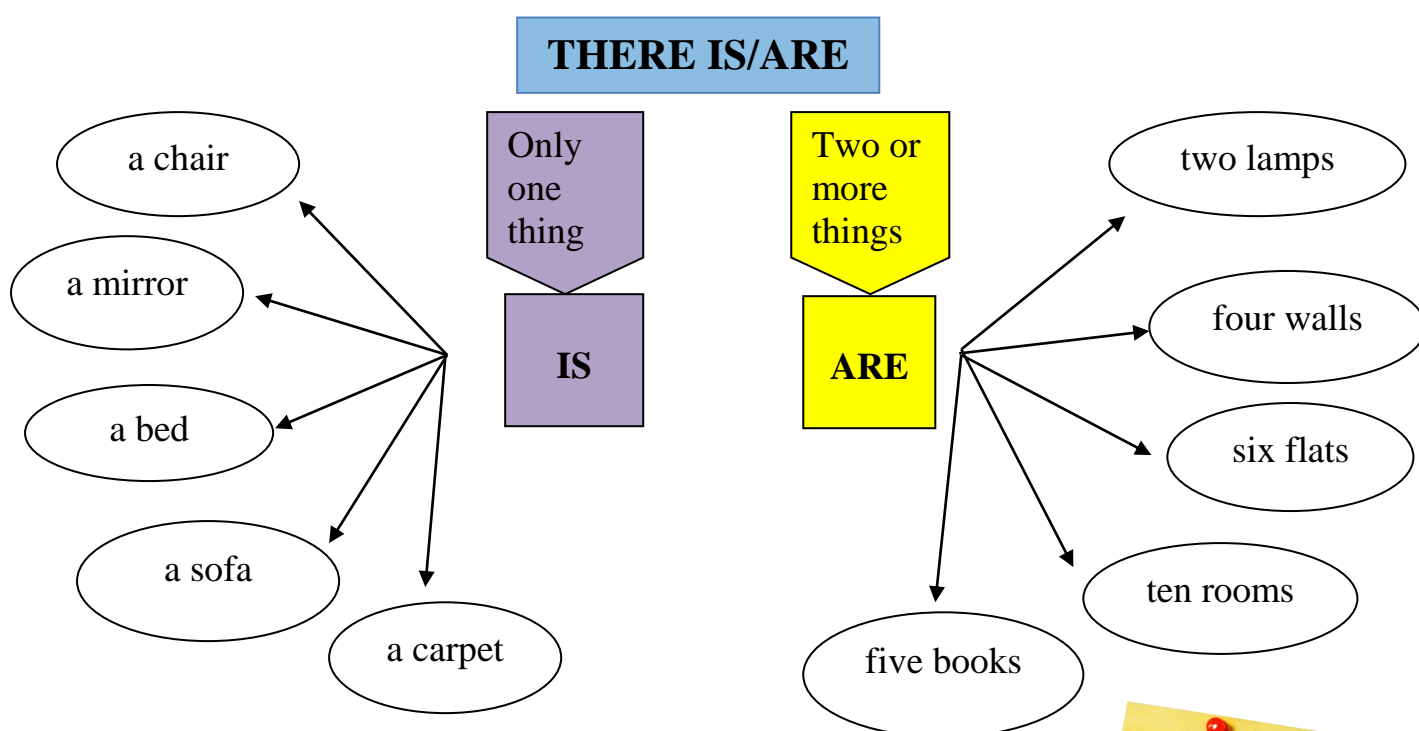 THERE IS/ARE
Only
one
thing
IS
a chair
a mirror
a bed
a sofa
a carpet
Two or
more
things
ARE
two lamps
four walls
six flats
ten rooms
five books